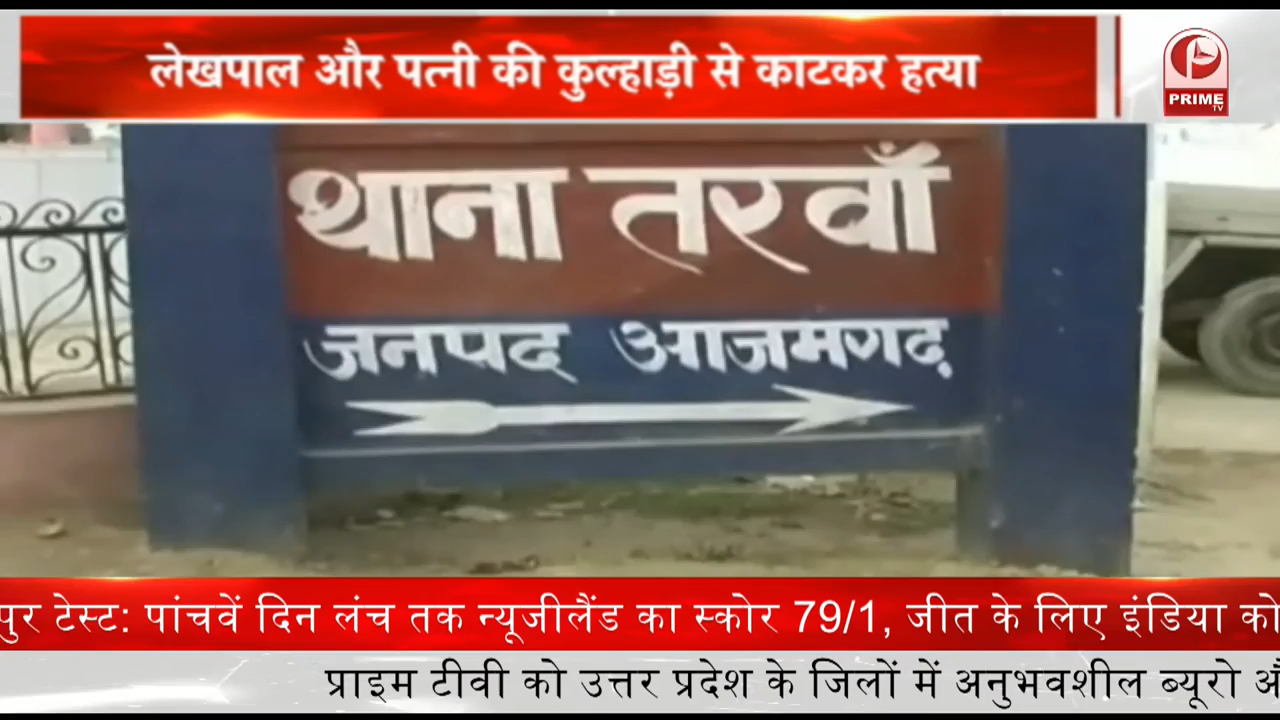 लेखपाल और पत्नी की कुल्हाड़ी से काटकर हत्या
PRIME
TV
थाना तरवाँ
जनपद आजमगढ़
पुर टेस्ट: पांचवें दिन लंच तक न्यूजीलैंड का स्कोर 79/1, जीत के लिए इंडिया को
प्राइम टीवी को उत्तर प्रदेश के जिलों में अनुभवशील ब्यूरो औ